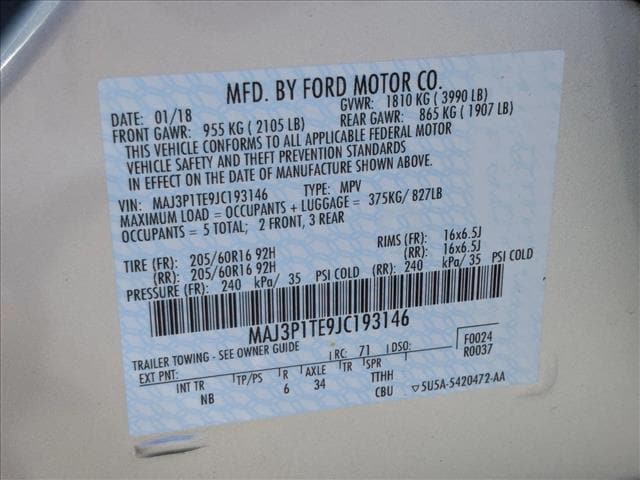 MFD. BY FORD MOTOR CO.
DATE: 01/18 GVWR: 1810 KG ( 3990 LB)
FRONT GAWR: 955 KG ( 2105 LB) REAR GAWR: 865 KG ( 1907 LB)
THIS VEHICLE CONFORMS TO ALL APPLICABLE FEDERAL MOTOR
VEHICLE SAFETY AND THEFT PREVENTION STANDARDS
IN EFFECT ON THE DATE OF MANUFACTURE SHOWN ABOVE.
VIN: MAJ3P1TE9JC193146 TYPE: MPV
MAXIMUM LOAD = OCCUPANTS + LUGGAGE = 375KG/ 827LB
OCCUPANTS = 5 TOTAL; 2 FRONT, 3 REAR
TIRE (FR): 205/60R16 92H RIMS (FR): 16x6.5J
(RR): 205/60R16 92H (RR): 16x6.5J
PRESSURE (FR): 240 kPa/ 35 PSI COLD (RR): 240 kPa/ 35 PSI COLD
MAJ3P1TE9JC193146
TRAILER TOWING - SEE OWNER GUIDE RC: 71 DSO: F0024
EXT PNT: R0037
INT TR TP/PS R AXLE TR SPR TTHH
NB 6 34 CBU ▽5U5A-5420472-AA